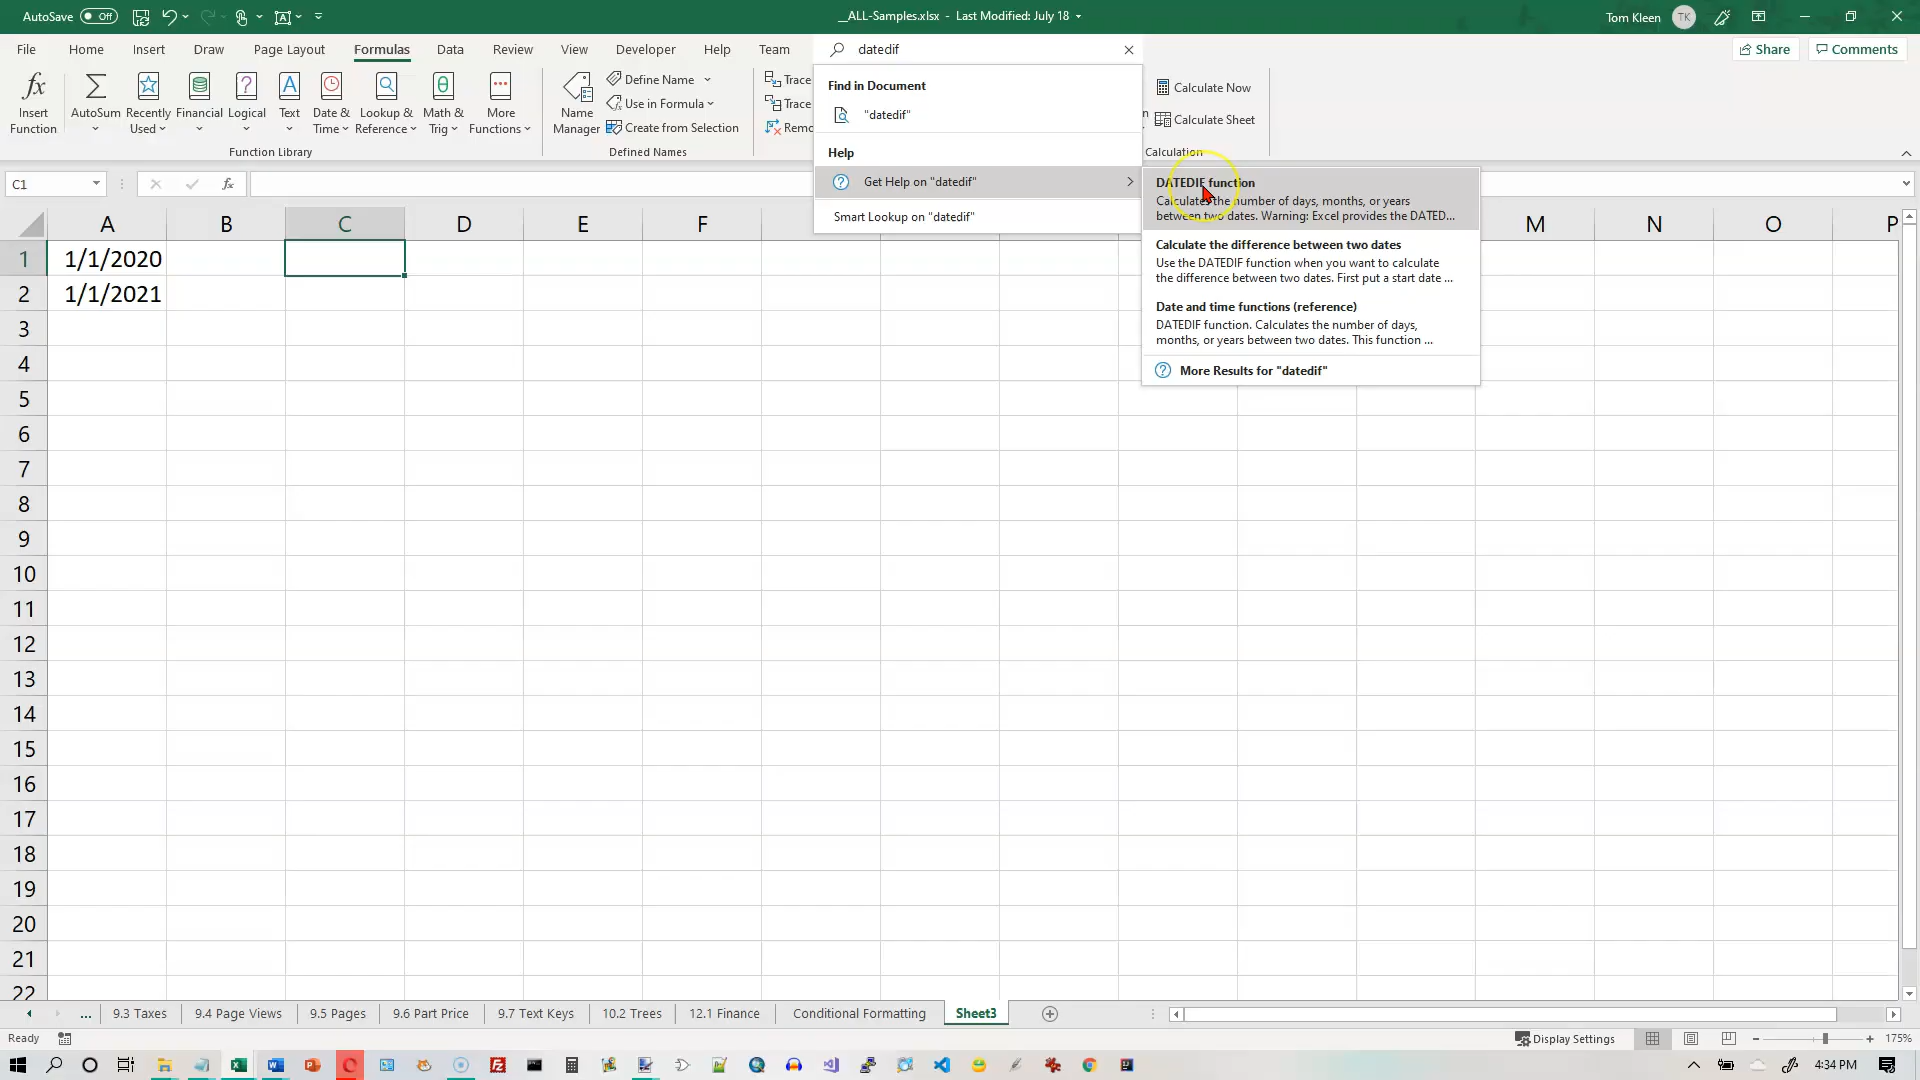 AutoSave Off
__ALL-Samples.xlsx - Last Modified: July 18
Tom Kleen TK
File Home Insert Draw Page Layout Formulas Data Review View Developer Help Team
datedif
Share Comments
Insert Function
AutoSum
Recently Used
Financial
Logical
Text
Date & Time
Lookup & Reference
Math & Trig
More Functions
Function Library
Name Manager
Define Name
Use in Formula
Create from Selection
Defined Names
Trace
Trace
Remo
Find in Document
"datedif"
Help
Get Help on "datedif"
Smart Lookup on "datedif"
Calculate Now
Calculate Sheet
Calculation
DATEDIF function
Calculates the number of days, months, or years
between two dates. Warning: Excel provides the DATED...
Calculate the difference between two dates
Use the DATEDIF function when you want to calculate
the difference between two dates. First put a start date ...
Date and time functions (reference)
DATEDIF function. Calculates the number of days,
months, or years between two dates. This function ...
More Results for "datedif"
C1
fx
A B C D E F M N O P
1 1/1/2020
2 1/1/2021
3
4
5
6
7
8
9
10
11
12
13
14
15
16
17
18
19
20
21
22
... 9.3 Taxes 9.4 Page Views 9.5 Pages 9.6 Part Price 9.7 Text Keys 10.2 Trees 12.1 Finance Conditional Formatting Sheet3
Ready
Display Settings
175%
4:34 PM